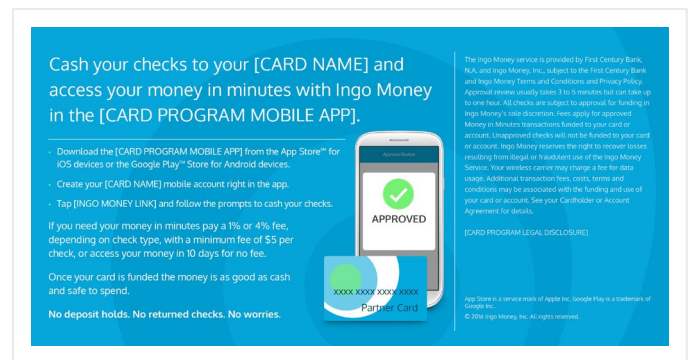 Cash your checks to your [CARD NAME] and
access your money in minutes with Ingo Money
in the [CARD PROGRAM MOBILE APP].
- Download the [CARD PROGRAM MOBILE APP] from the App Store℠ for
iOS devices or the Google Play™ Store for Android devices.
- Create your [CARD NAME] mobile account right in the app.
- Tap [INGO MONEY LINK] and follow the prompts to cash your checks.
If you need your money in minutes pay a 1% or 4% fee,
depending on check type, with a minimum fee of $5 per
check, or access your money in 10 days for no fee.
Once your card is funded the money is as good as cash
and safe to spend.
No deposit holds. No returned checks. No worries.
APPROVED
XXXX XXXX XXXX XXXX
Partner Card
The Ingo Money service is provided by First Century Bank,
N.A. and Ingo Money, Inc., subject to the First Century Bank
and Ingo Money Terms and Conditions and Privacy Policy.
Approval review usually takes 3 to 5 minutes but can take up
to one hour. All checks are subject to approval for funding in
Ingo Money's sole discretion. Fees apply for approved
Money in Minutes transactions funded to your card or
account. Unapproved checks will not be funded to your card
or account. Ingo Money reserves the right to recover losses
resulting from illegal or fraudulent use of the Ingo Money
Service. Your wireless carrier may charge a fee for data
usage. Additional transaction fees, costs, terms and
conditions may be associated with the funding and use of
your card or account. See your Cardholder or Account
Agreement for details.
[CARD PROGRAM LEGAL DISCLOSURE]
App Store is a service mark of Apple Inc. Google Play is a trademark of
Google Inc.
© 2016 Ingo Money, Inc. All rights reserved.